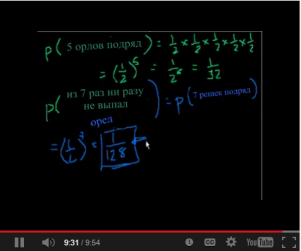 p( 5 орлов подряд ) = 1/2 × 1/2 × 1/2 × 1/2 × 1/2
= (1/2)^5 = 1/2^5 = 1/32
p( из 7 раз ни разу не выпал орел ) = p( 7 решек подряд )
= (1/2)^7 = 1/128
9:31 / 9:54
YouTube